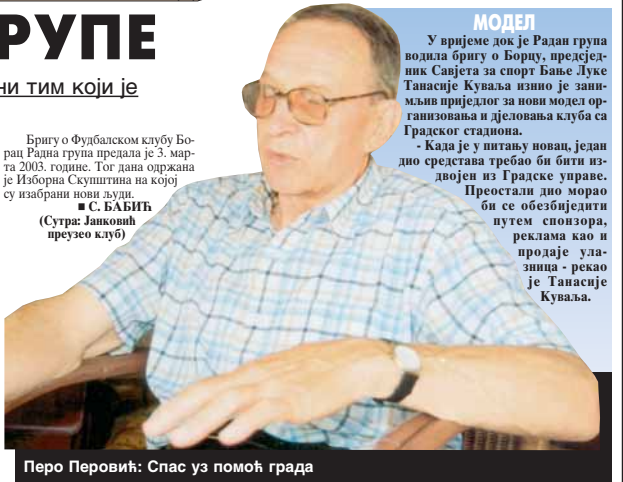 РУПЕ
ни тим који је
Бригу о Фудбалском клубу Бо-
рац Радна група предала је 3. мар-
та 2003. године. Тог дана одржана
је Изборна Скупштина на којој
су изабрани нови људи.
■ С. БАБИЋ
(Сутра: Јанковић
преузео клуб)
МОДЕЛ
У вријеме док је Радан група
водила бригу о Борцу, предсјед-
ник Савјета за спорт Бање Луке
Танасије Куваља изнио је зани-
мљив приједлог за нови модел ор-
ганизовања и дјеловања клуба са
Градског стадиона.
- Када је у питању новац, један
дио средстава требао би бити из-
двојен из Градске управе.
Преостали дио морао
би се обезбиједити
путем спонзора,
реклама као и
продаје ула-
зница - рекао
је Танасије
Куваља.
Перо Перовић: Спас уз помоћ града